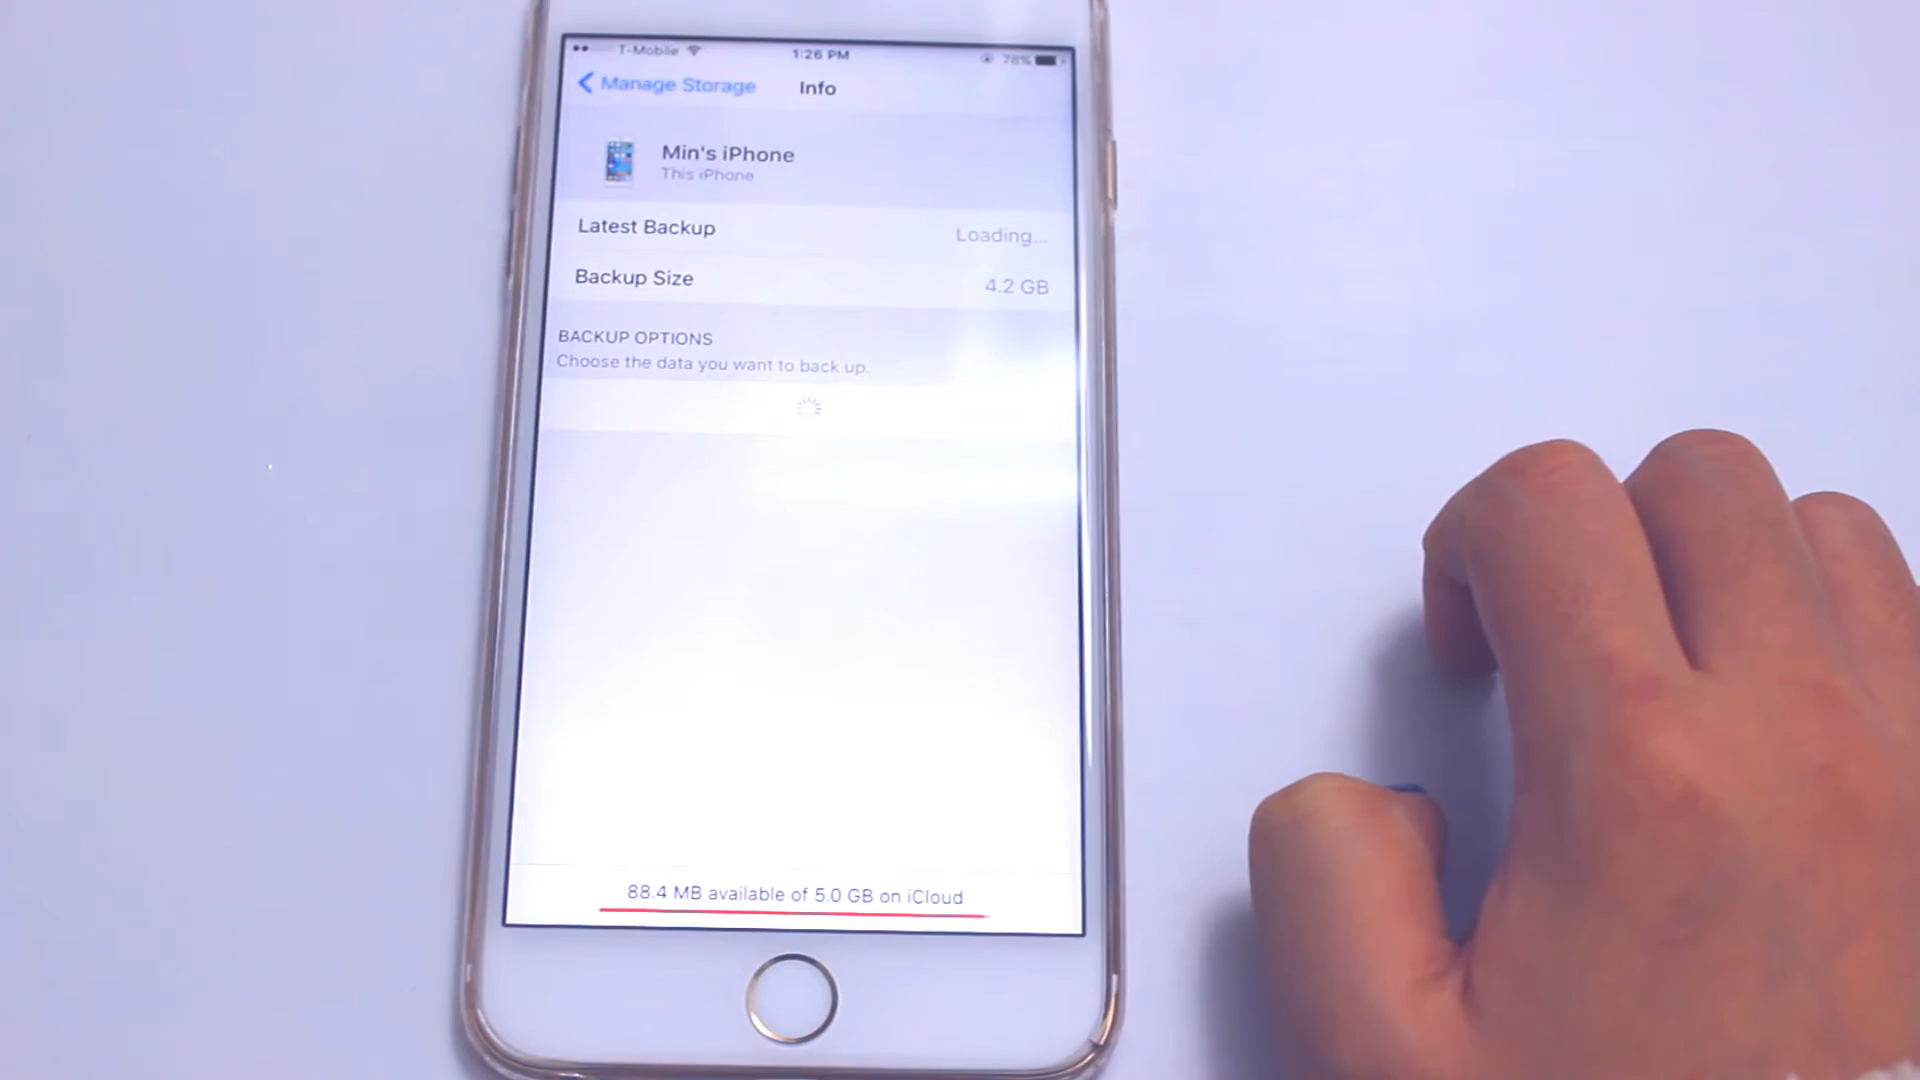 T-Mobile 1:26 PM 78%
Manage Storage Info
Min's iPhone
This iPhone
Latest Backup Loading...
Backup Size 4.2 GB
BACKUP OPTIONS
Choose the data you want to back up.
88.4 MB available of 5.0 GB on iCloud